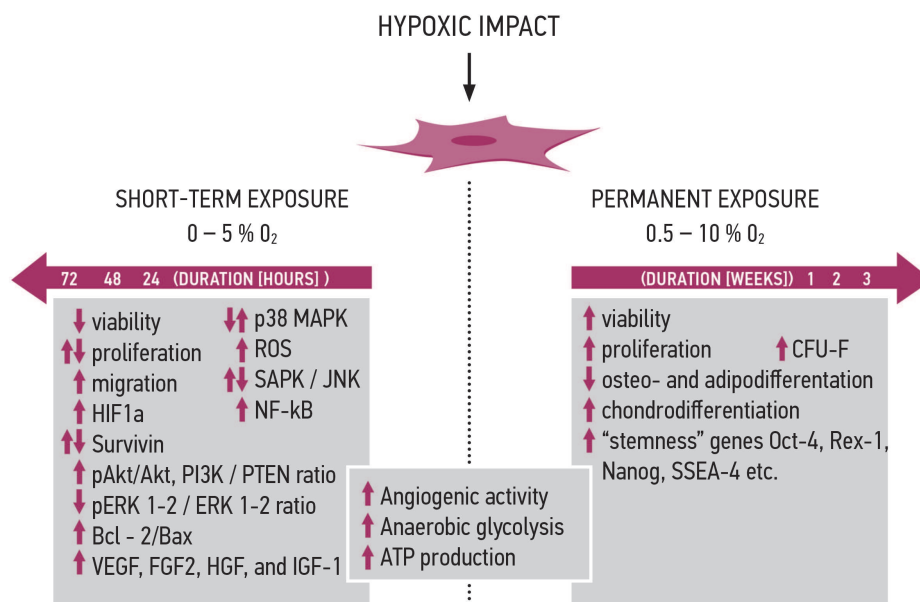 HYPOXIC IMPACT
SHORT-TERM EXPOSURE
0 – 5 % O₂
72 48 24 (DURATION [HOURS] )
↓ viability
↑↓ proliferation
↑ migration
↑ HIF1a
↑↓ Survivin
↑ pAkt/Akt, PI3K / PTEN ratio
↓ pERK 1-2 / ERK 1-2 ratio
↑ Bcl - 2/Bax
↑ VEGF, FGF2, HGF, and IGF-1
↓↑ p38 MAPK
↑ ROS
↑↓ SAPK / JNK
↑ NF-kB
↑ Angiogenic activity
↑ Anaerobic glycolysis
↑ ATP production
PERMANENT EXPOSURE
0.5 – 10 % O₂
(DURATION [WEEKS]) 1 2 3
↑ viability
↑ proliferation ↑ CFU-F
↓ osteo- and adipodifferentation
↑ chondrodifferentiation
↑ “stemness” genes Oct-4, Rex-1,
Nanog, SSEA-4 etc.